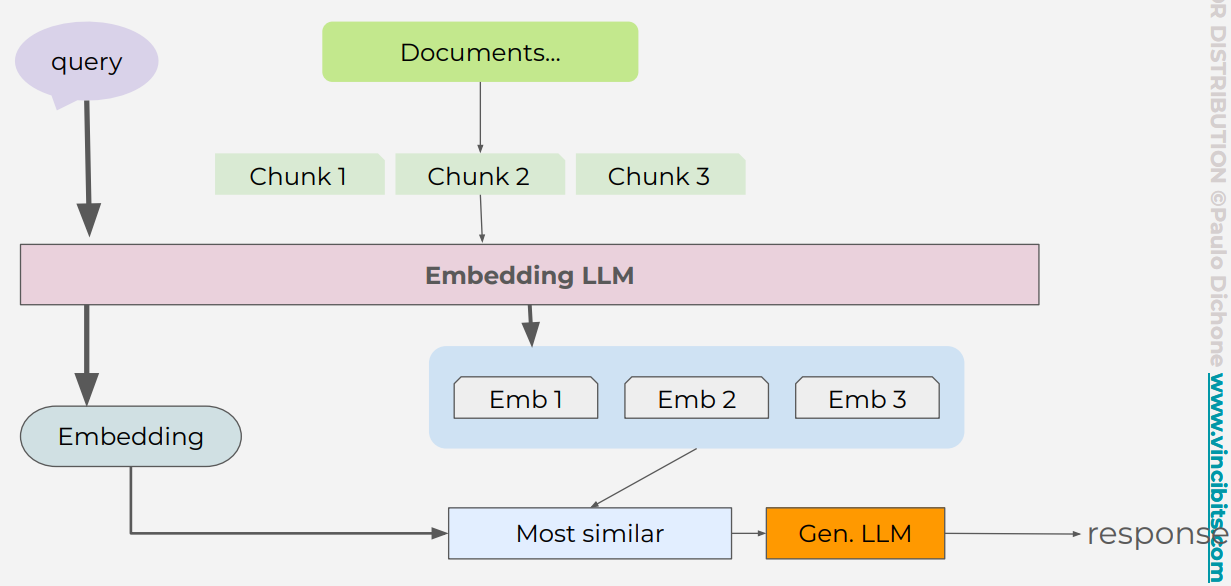 query
Documents...
Chunk 1
Chunk 2
Chunk 3
Embedding LLM
Emb 1
Emb 2
Emb 3
Embedding
Most similar
Gen. LLM
response
OR DISTRIBUTION ©Paulo Dichone www.vincibits.com